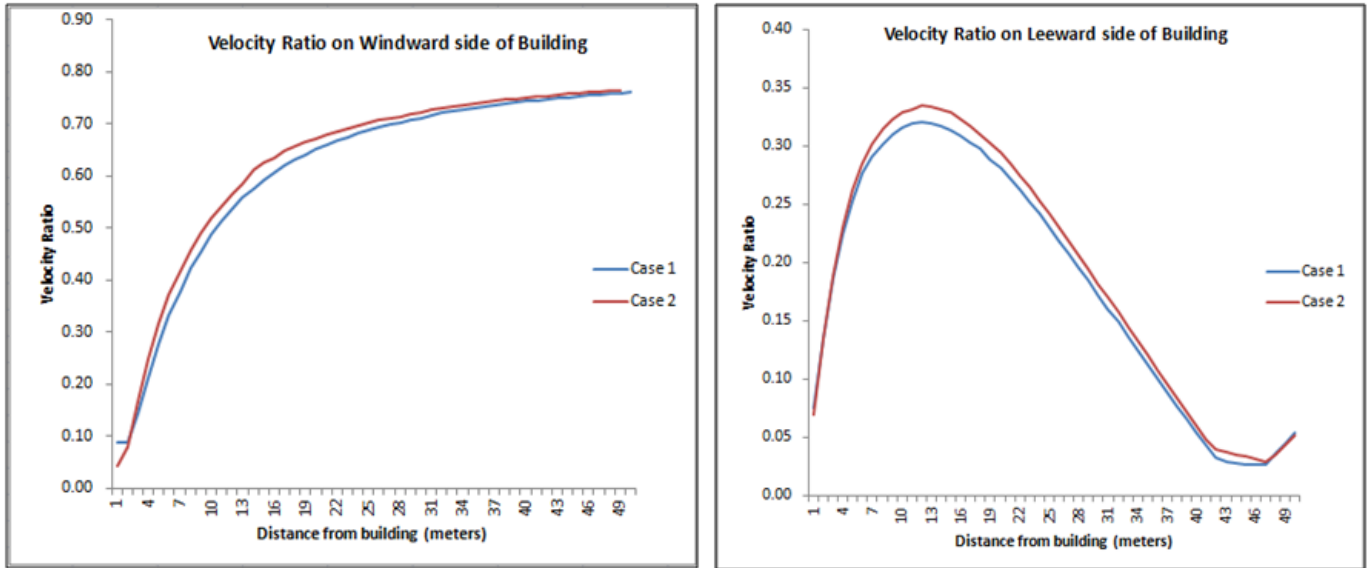 Velocity Ratio on Windward side of Building
0.90
0.80
0.70
0.60
0.50
0.40
0.30
0.20
0.10
0.00
Velocity Ratio
1 4 7 10 13 16 19 22 25 28 31 34 37 40 43 46 49
Distance from building (meters)
Case 1
Case 2
Velocity Ratio on Leeward side of Building
0.40
0.35
0.30
0.25
0.20
0.15
0.10
0.05
0.00
Velocity Ratio
1 4 7 10 13 16 19 22 25 28 31 34 37 40 43 46 49
Distance from building (meters)
Case 1
Case 2